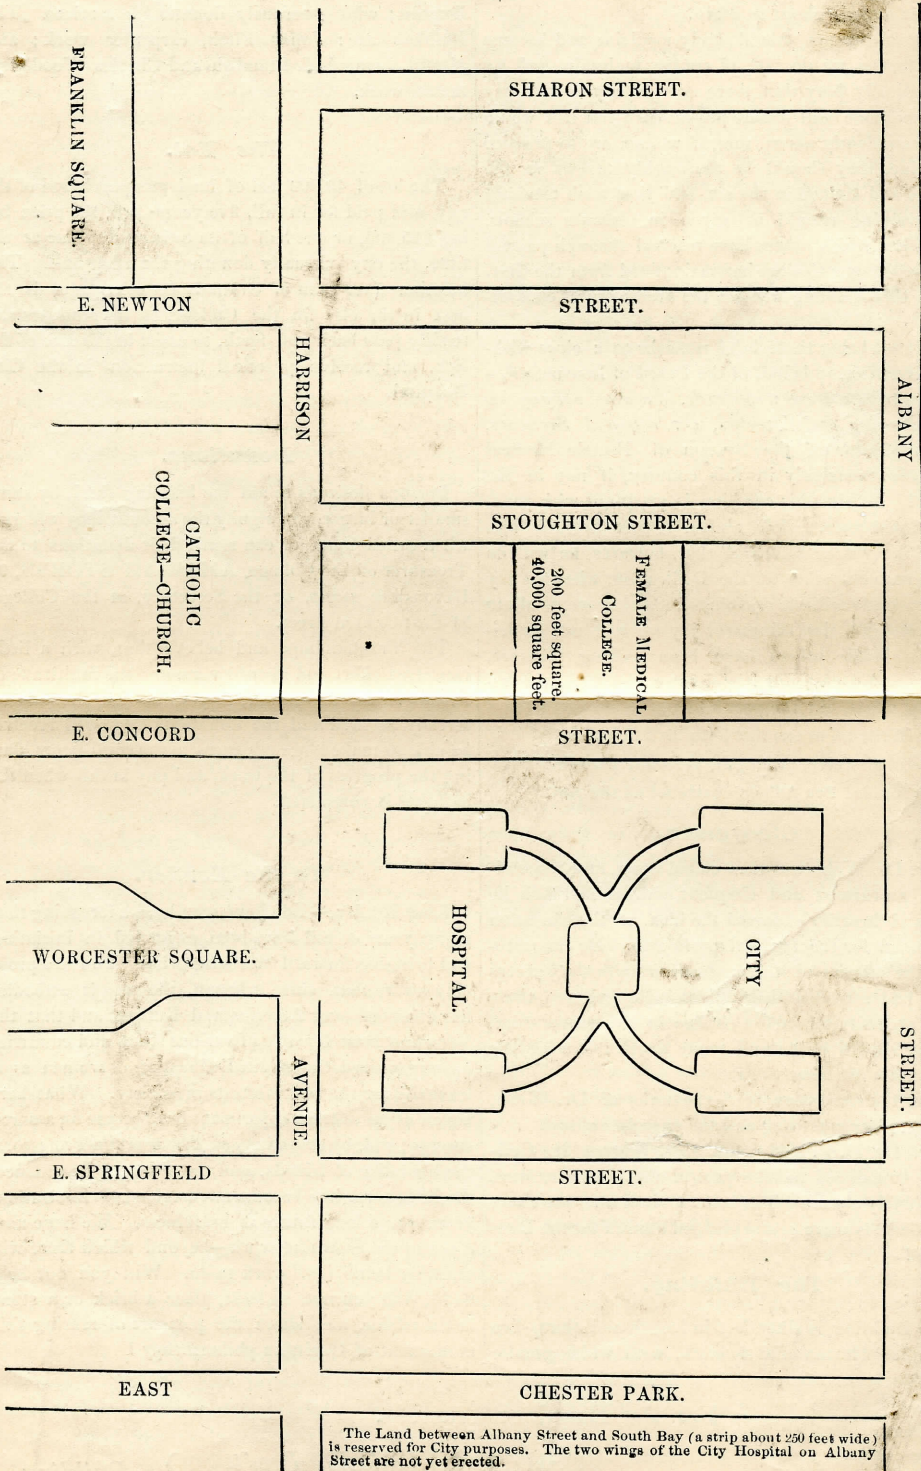 FRANKLIN SQUARE.
SHARON STREET.
E. NEWTON STREET.
HARRISON
ALBANY
STOUGHTON STREET.
CATHOLIC
COLLEGE—CHURCH.
FEMALE MEDICAL
COLLEGE.
200 feet square.
40,000 square feet.
E. CONCORD STREET.
HOSPITAL.
CITY
WORCESTER SQUARE.
AVENUE.
STREET.
E. SPRINGFIELD STREET.
EAST CHESTER PARK.
The Land between Albany Street and South Bay (a strip about 250 feet wide)
is reserved for City purposes. The two wings of the City Hospital on Albany
Street are not yet erected.